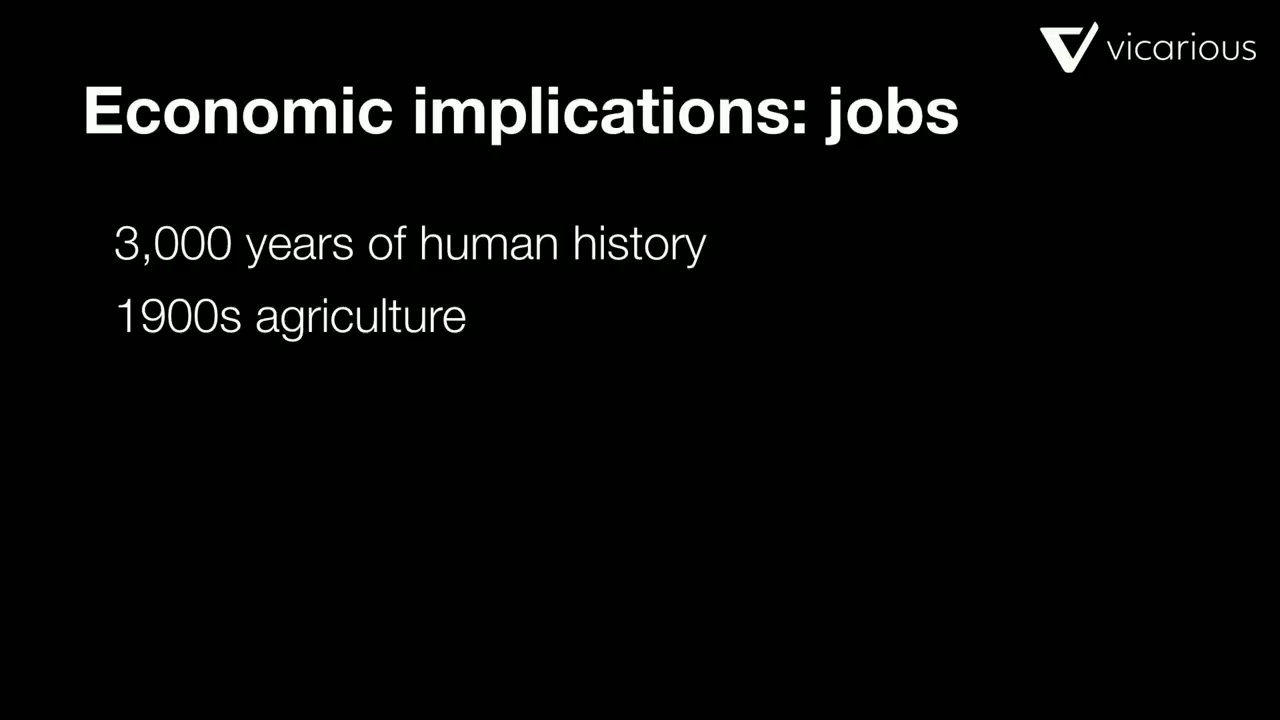 vicarious
Economic implications: jobs
3,000 years of human history
1900s agriculture